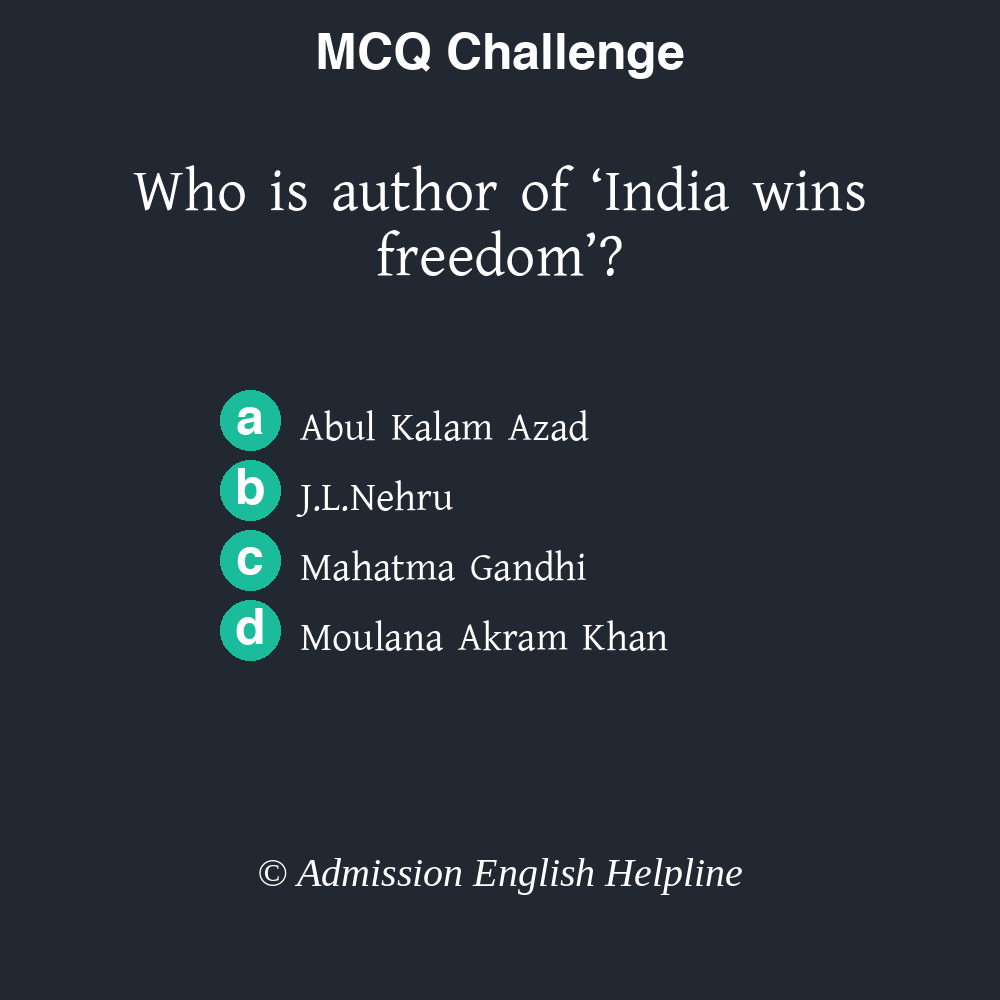 MCQ Challenge
Who is author of ‘India wins
freedom’?
a Abul Kalam Azad
b J.L.Nehru
c Mahatma Gandhi
d Moulana Akram Khan
© Admission English Helpline